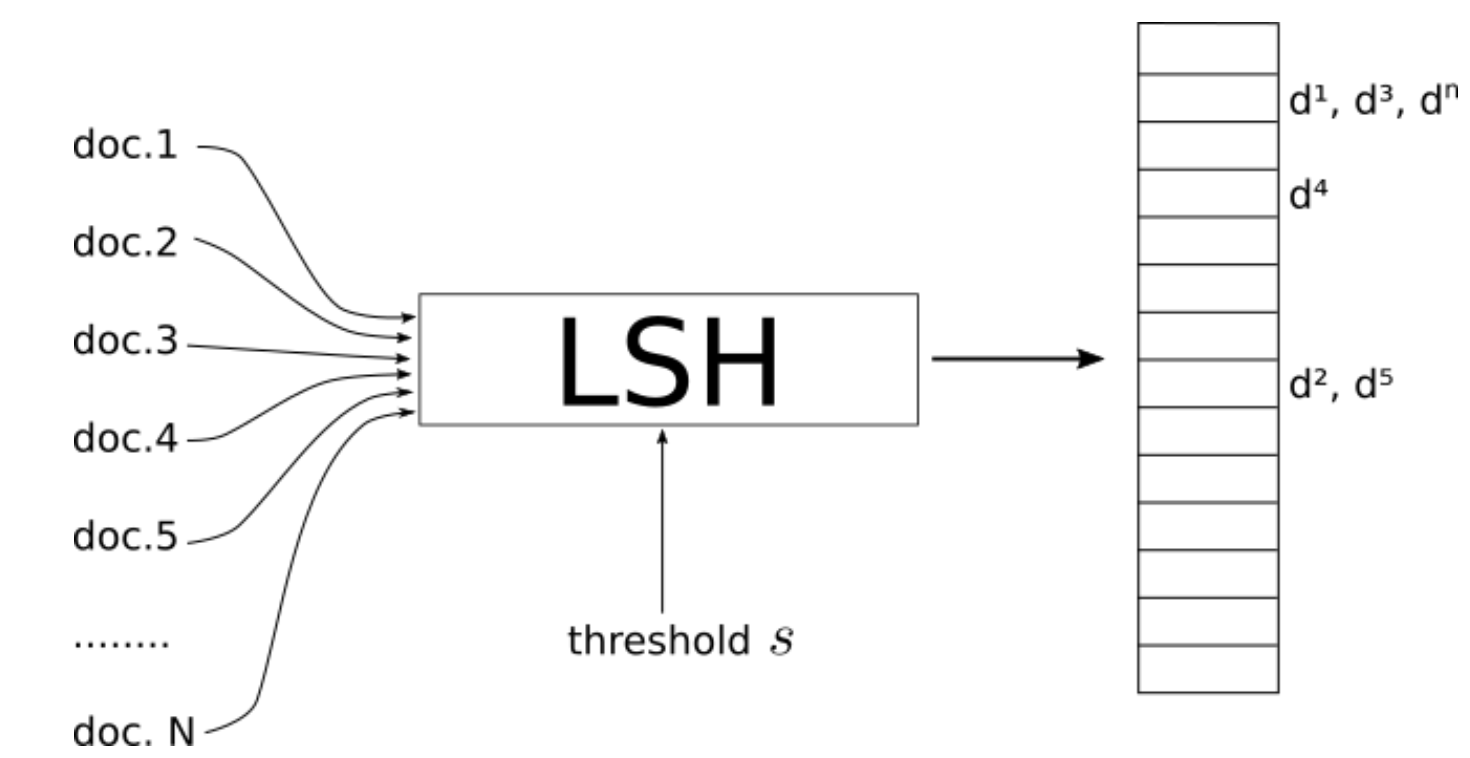 doc.1
doc.2
doc.3
doc.4
doc.5
........
doc. N
LSH
threshold s
d¹, d³, dⁿ
d⁴
d², d⁵